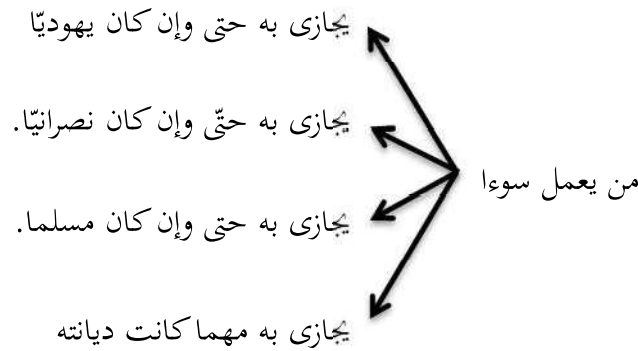 من يعمل سوءا
يجازى به حتى وإن كان يهوديّا
يجازى به حتّى وإن كان نصرانيّا.
يجازى به حتى وإن كان مسلما.
يجازى به مهما كانت ديانته